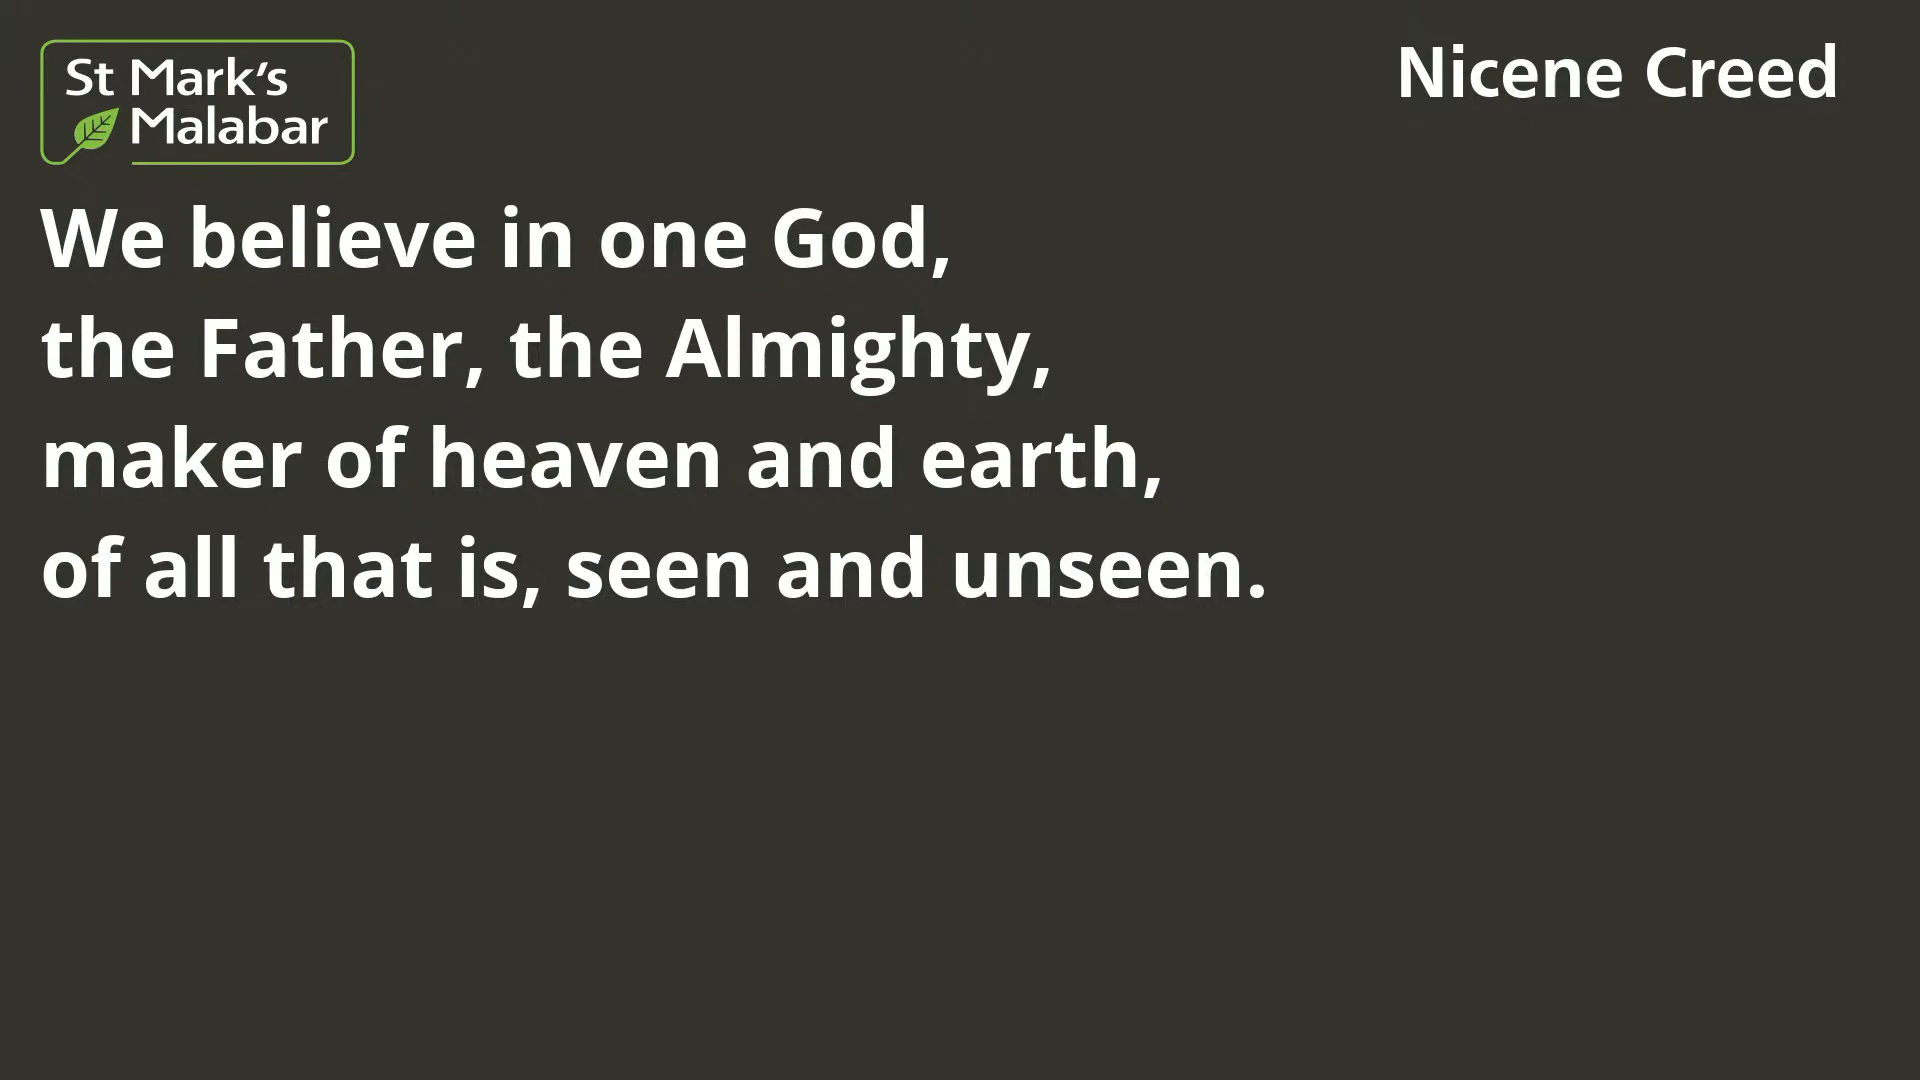 St Mark’s
Malabar
Nicene Creed
We believe in one God,
the Father, the Almighty,
maker of heaven and earth,
of all that is, seen and unseen.